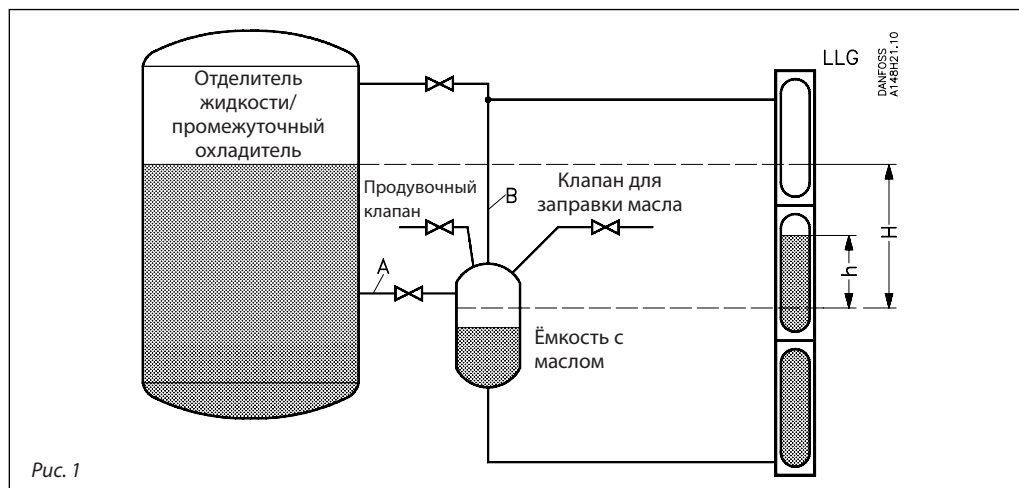 LLG
DANFOSS
A148H21.10
Отделитель
жидкости/
промежуточный
охладитель
Продувочный
клапан
B
Клапан для
заправки масла
A
H
h
Ёмкость с
маслом
Рис. 1